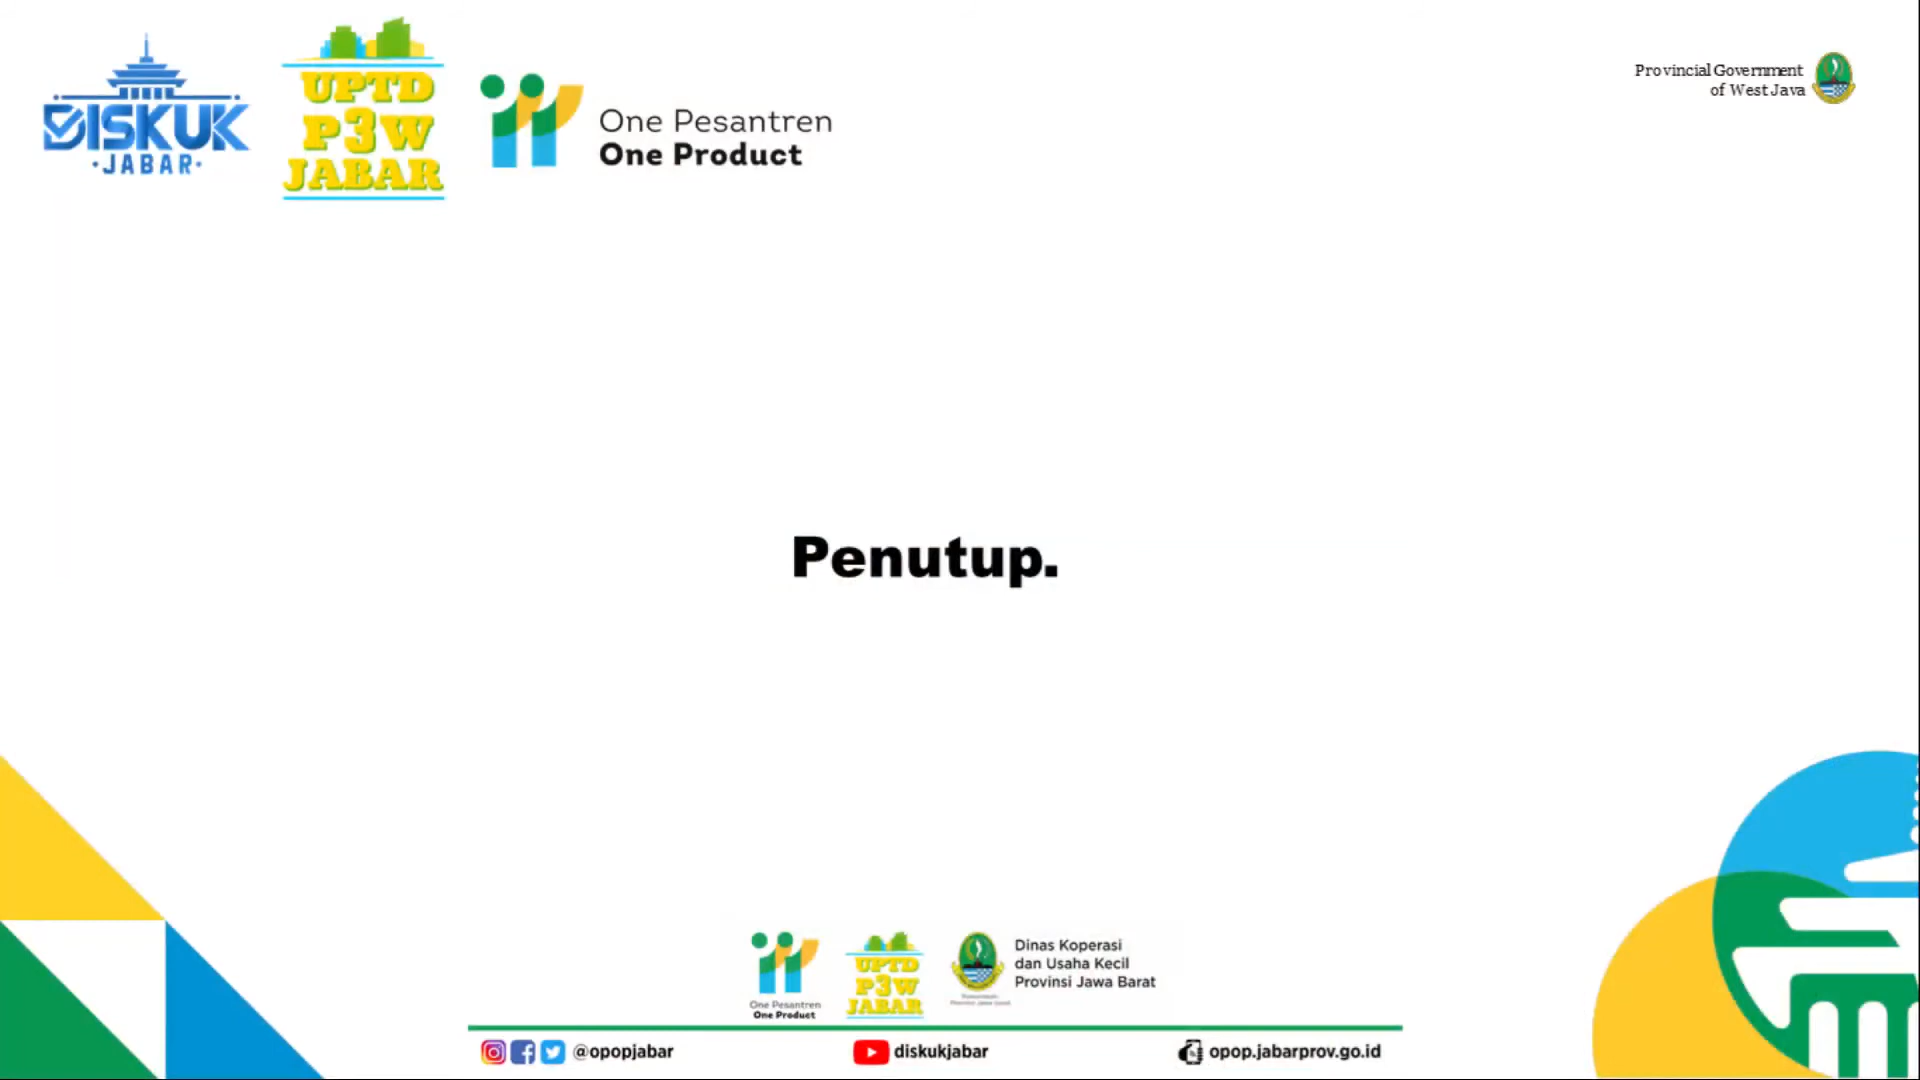 DISKUK
JABAR
UPTD
P3W
JABAR
One Pesantren
One Product
Provincial Government
of West Java
Penutup.
One Pesantren
One Product
UPTD
P3W
JABAR
Dinas Koperasi
dan Usaha Kecil
Provinsi Jawa Barat
@opopjabar
diskukjabar
opop.jabarprov.go.id